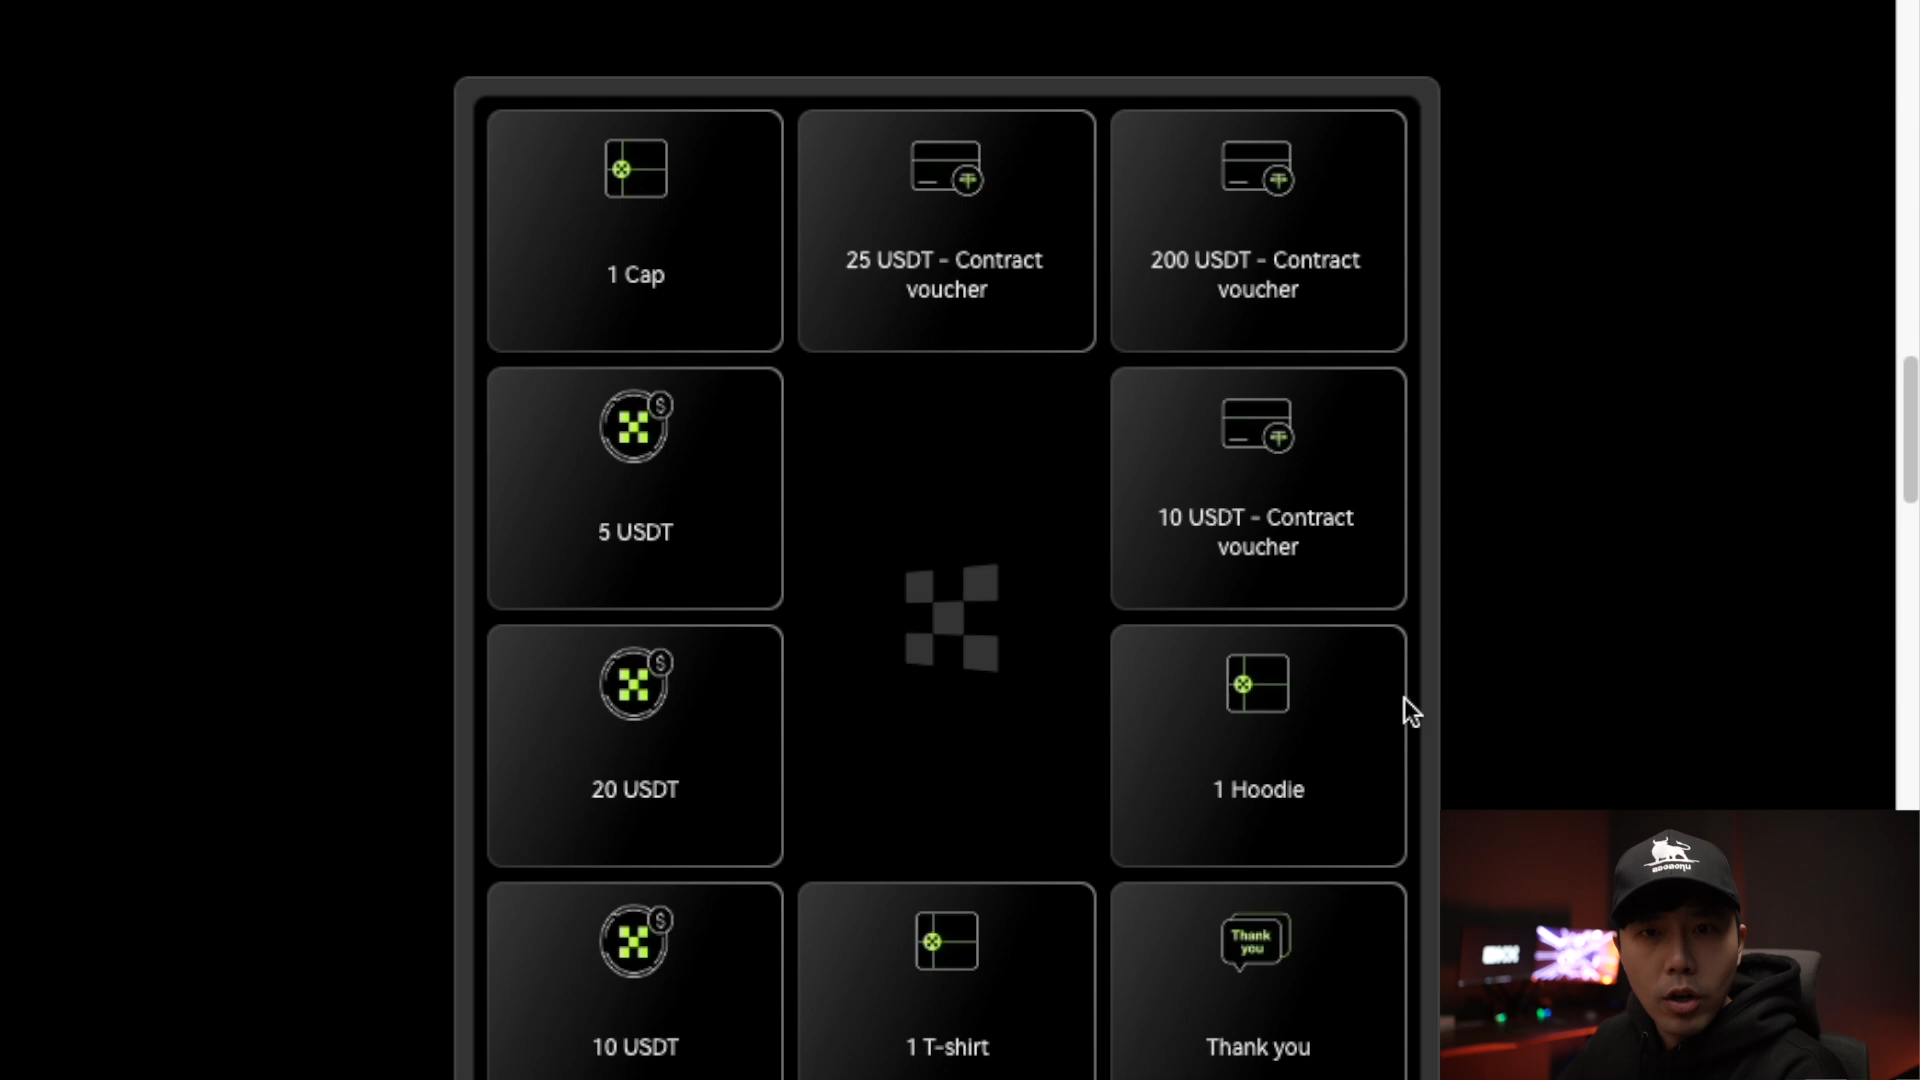 1 Cap
25 USDT - Contract
voucher
200 USDT - Contract
voucher
5 USDT
10 USDT - Contract
voucher
20 USDT
1 Hoodie
10 USDT
1 T-shirt
Thank
you
Thank you